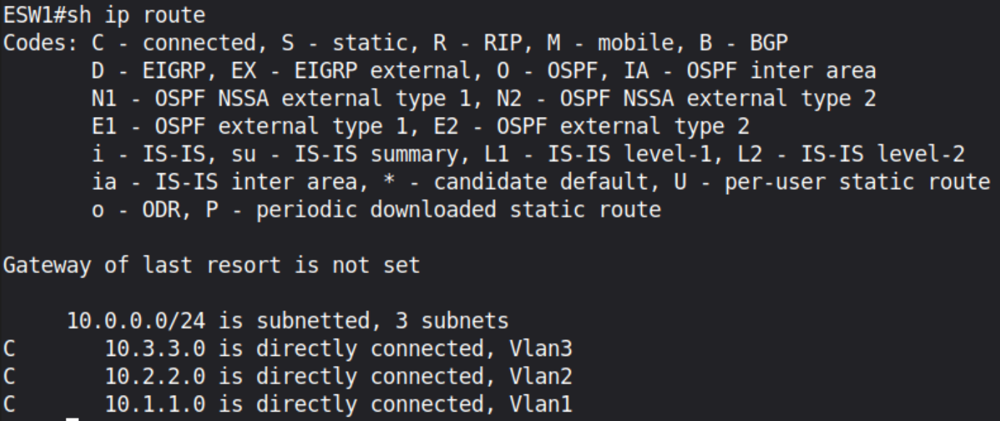 ESW1#sh ip route
Codes: C - connected, S - static, R - RIP, M - mobile, B - BGP
       D - EIGRP, EX - EIGRP external, O - OSPF, IA - OSPF inter area
       N1 - OSPF NSSA external type 1, N2 - OSPF NSSA external type 2
       E1 - OSPF external type 1, E2 - OSPF external type 2
       i - IS-IS, su - IS-IS summary, L1 - IS-IS level-1, L2 - IS-IS level-2
       ia - IS-IS inter area, * - candidate default, U - per-user static route
       o - ODR, P - periodic downloaded static route

Gateway of last resort is not set

     10.0.0.0/24 is subnetted, 3 subnets
C       10.3.3.0 is directly connected, Vlan3
C       10.2.2.0 is directly connected, Vlan2
C       10.1.1.0 is directly connected, Vlan1